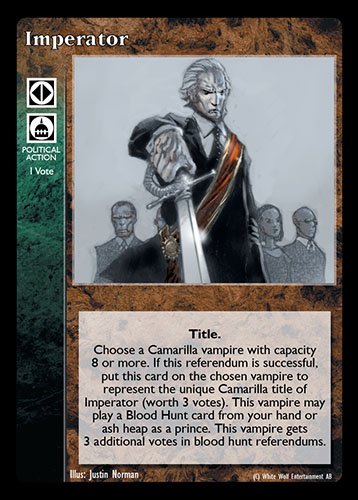 Imperator
POLITICAL
ACTION
1 Vote
Title.
Choose a Camarilla vampire with capacity
8 or more. If this referendum is successful,
put this card on the chosen vampire to
represent the unique Camarilla title of
Imperator (worth 3 votes). This vampire may
play a Blood Hunt card from your hand or
ash heap as a prince. This vampire gets
3 additional votes in blood hunt referendums.
Illus: Justin Norman
(C) White Wolf Entertainment AB